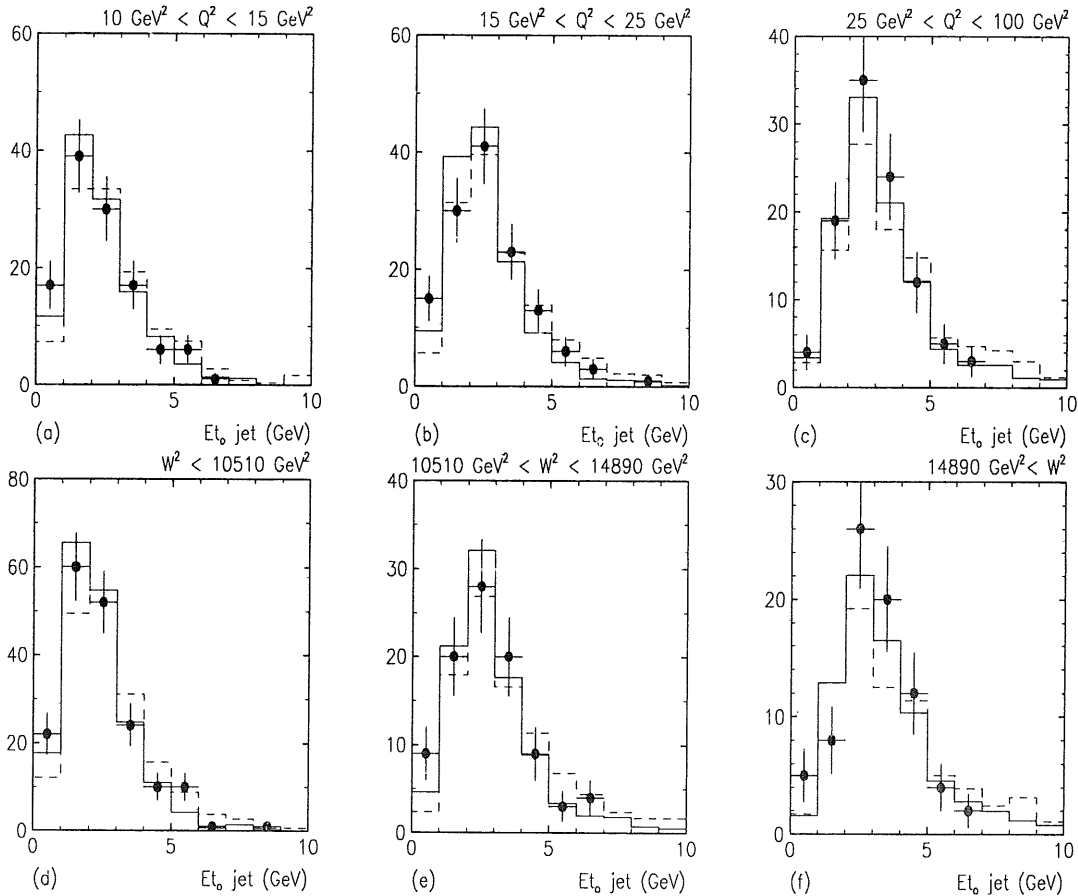 10 GeV² < Q² < 15 GeV²
15 GeV² < Q² < 25 GeV²
25 GeV² < Q² < 100 GeV²
60
40
20
0
0
5
10
(a)
Et₀ jet (GeV)
60
40
20
0
0
5
10
(b)
Et₀ jet (GeV)
40
30
20
10
0
0
5
10
(c)
Et₀ jet (GeV)
W² < 10510 GeV²
10510 GeV² < W² < 14890 GeV²
14890 GeV² < W²
80
60
40
20
0
0
5
10
(d)
Et₀ jet (GeV)
40
30
20
10
0
0
5
10
(e)
Et₀ jet (GeV)
30
20
10
0
0
5
10
(f)
Et₀ jet (GeV)